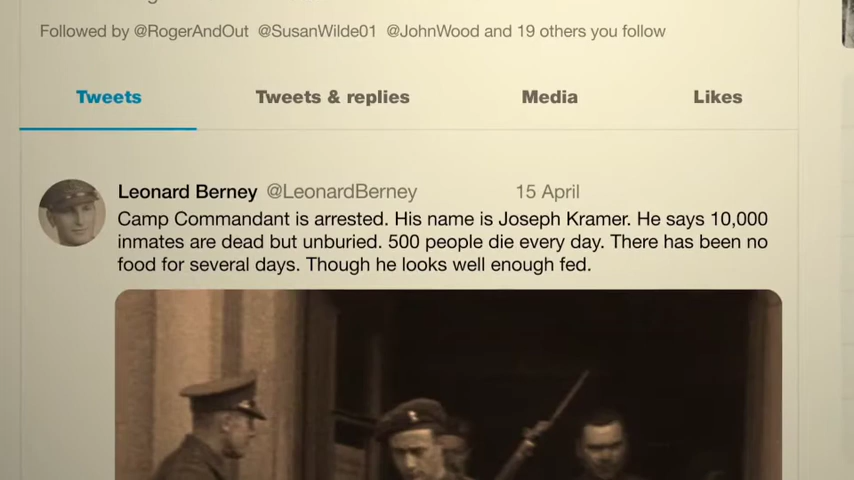 Followed by @RogerAndOut @SusanWilde01 @JohnWood and 19 others you follow
Tweets Tweets & replies Media Likes
Leonard Berney @LeonardBerney 15 April
Camp Commandant is arrested. His name is Joseph Kramer. He says 10,000
inmates are dead but unburied. 500 people die every day. There has been no
food for several days. Though he looks well enough fed.